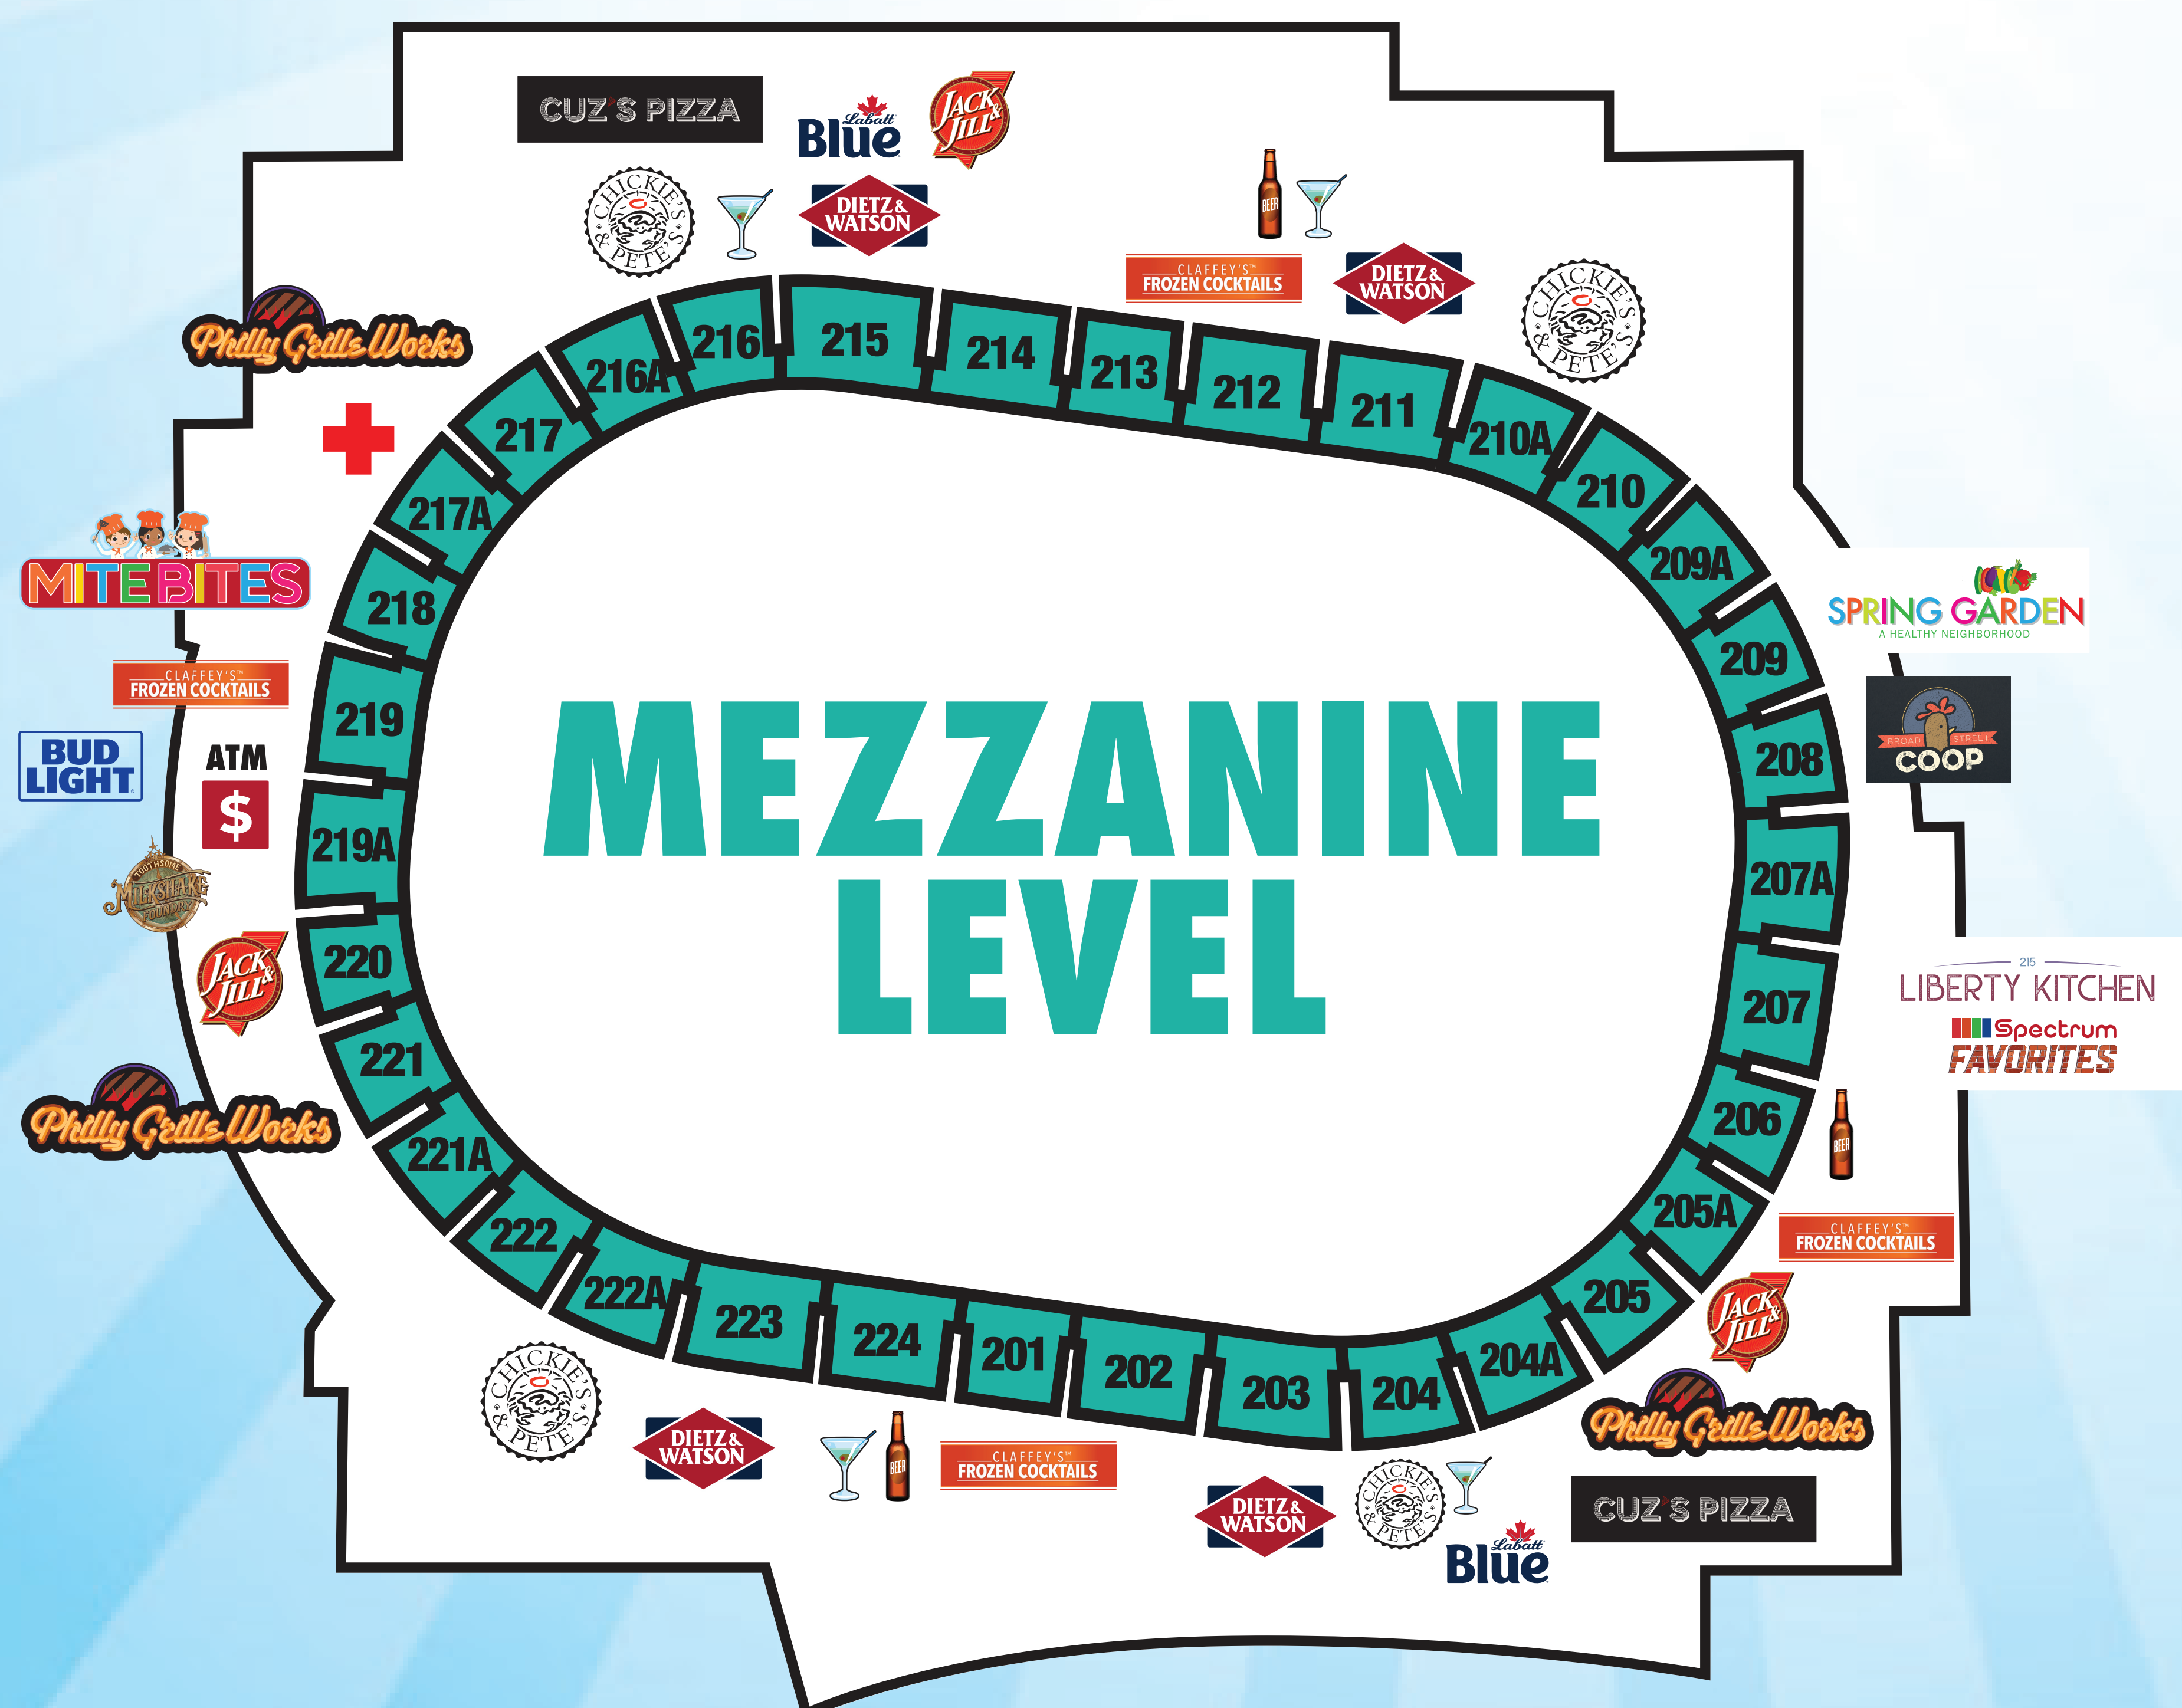 CUZ'S PIZZA
Labatt
Blue
JACK
&
JILL
CHICKIE'S
& PETE'S
DIETZ &
WATSON
BEER
CLAFFEY'S™
FROZEN COCKTAILS
DIETZ &
WATSON
CHICKIE'S
& PETE'S
Philly Grille Works
216A
216
215
214
213
212
211
210A
210
209A
209
208
207A
207
206
205A
205
204A
204
203
202
201
224
223
222A
222
221A
221
220
219A
219
218
217A
217
MEZZANINE
LEVEL
MITE BITES
CLAFFEY'S™
FROZEN COCKTAILS
BUD
LIGHT
ATM
$
TOOTHSOME
MILKSHAKE
FOUNDRY
JACK
&
JILL
Philly Grille Works
SPRING GARDEN
A HEALTHY NEIGHBORHOOD
BROAD STREET
COOP
215
LIBERTY KITCHEN
Spectrum
FAVORITES
BEER
CLAFFEY'S™
FROZEN COCKTAILS
JACK
&
JILL
Philly Grille Works
CUZ'S PIZZA
CHICKIE'S
& PETE'S
DIETZ &
WATSON
BEER
CLAFFEY'S™
FROZEN COCKTAILS
DIETZ &
WATSON
CHICKIE'S
& PETE'S
Labatt
Blue